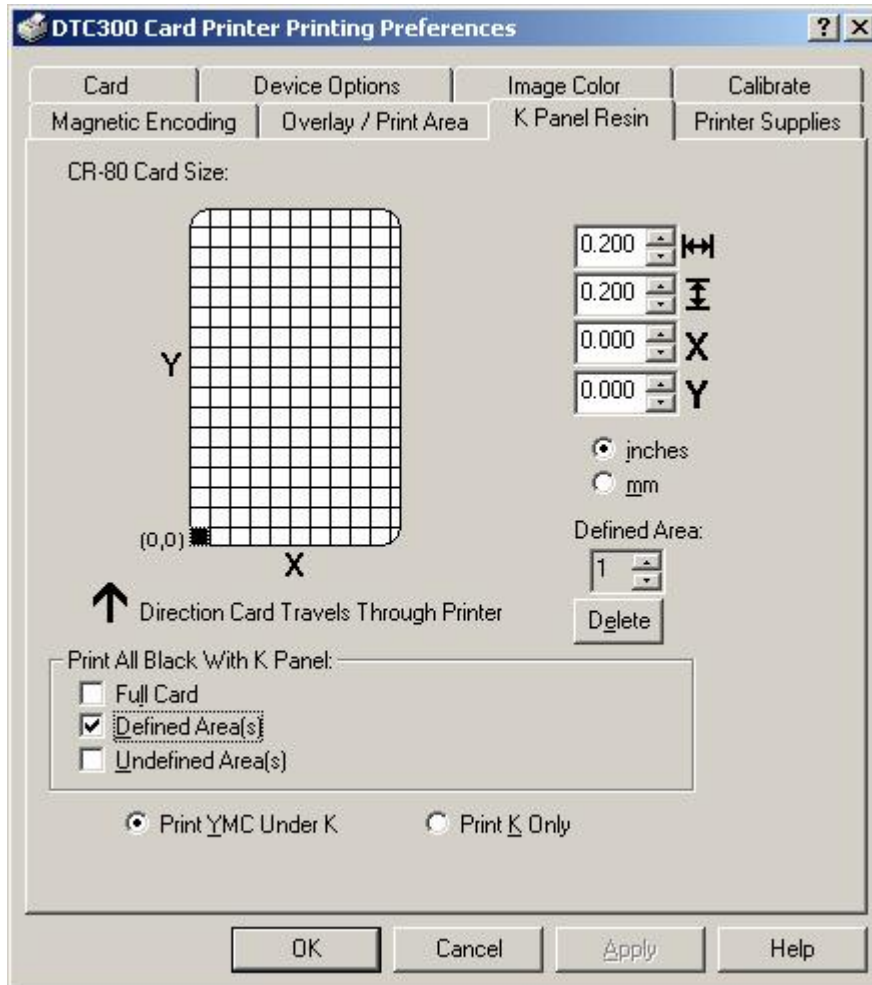 DTC300 Card Printer Printing Preferences
Card Device Options Image Color Calibrate
Magnetic Encoding Overlay / Print Area K Panel Resin Printer Supplies
CR-80 Card Size:
0.200
0.200
0.000 X
Y
0.000 Y
inches
mm
(0,0)
Defined Area:
X
1
Direction Card Travels Through Printer
Delete
Print All Black With K Panel:
Full Card
Defined Area(s)
Undefined Area(s)
Print YMC Under K Print K Only
OK Cancel Apply Help